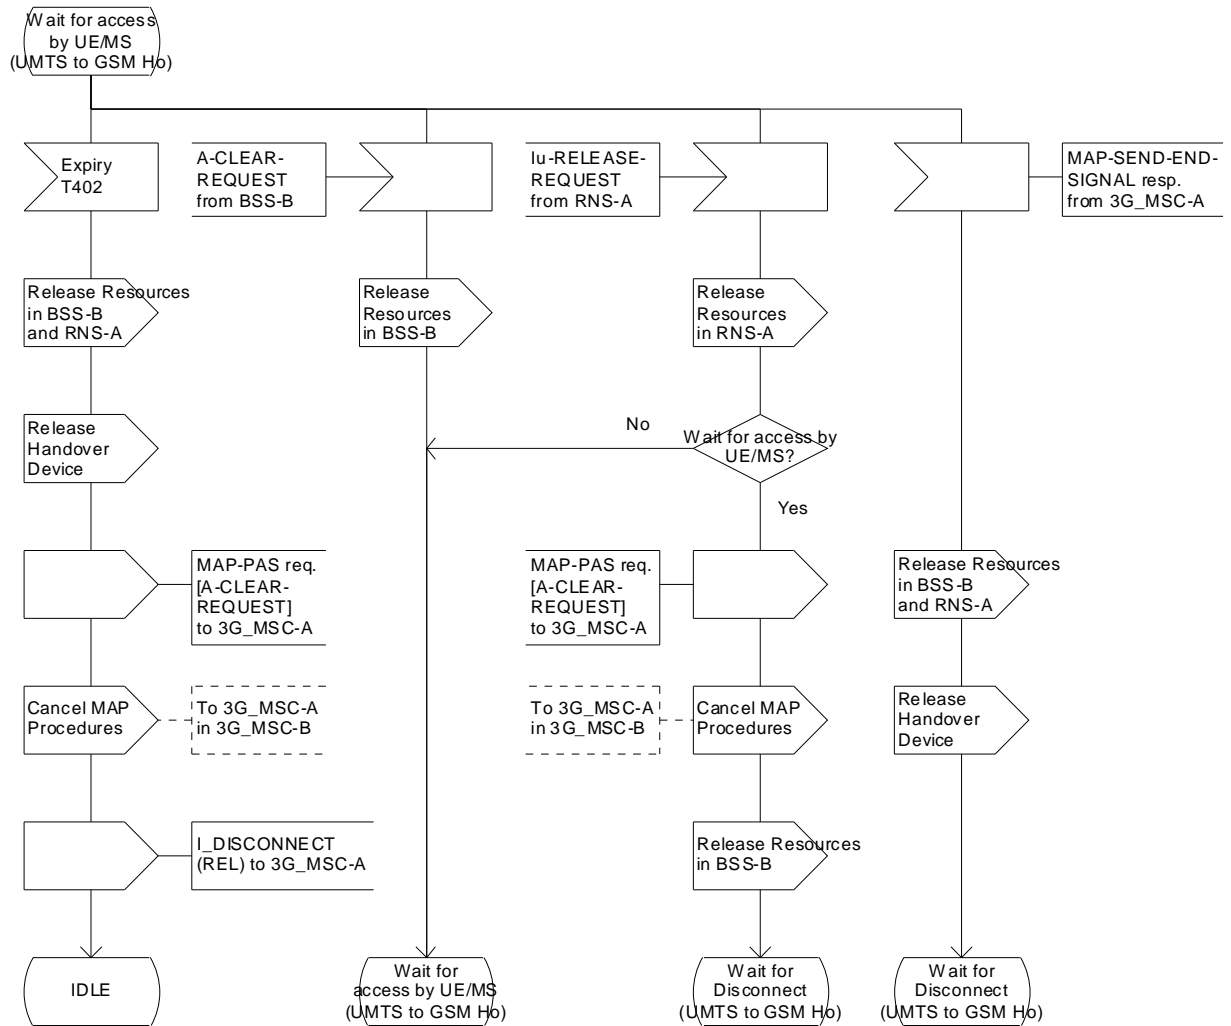 Wait for access
by UE/MS
(UMTS to GSM Ho)
Expiry
T402
A-CLEAR-
REQUEST
from BSS-B
Iu-RELEASE-
REQUEST
from RNS-A
MAP-SEND-END-
SIGNAL resp.
from 3G_MSC-A
Release Resources
in BSS-B
and RNS-A
Release
Resources
in BSS-B
Release
Resources
in RNS-A
Release
Handover
Device
No
Wait for access by
UE/MS?
Yes
MAP-PAS req.
[A-CLEAR-
REQUEST]
to 3G_MSC-A
MAP-PAS req.
[A-CLEAR-
REQUEST]
to 3G_MSC-A
Release Resources
in BSS-B
and RNS-A
Cancel MAP
Procedures
To 3G_MSC-A
in 3G_MSC-B
To 3G_MSC-A
in 3G_MSC-B
Cancel MAP
Procedures
Release
Handover
Device
I_DISCONNECT
(REL) to 3G_MSC-A
Release Resources
in BSS-B
IDLE
Wait for
access by UE/MS
(UMTS to GSM Ho)
Wait for
Disconnect
(UMTS to GSM Ho)
Wait for
Disconnect
(UMTS to GSM Ho)